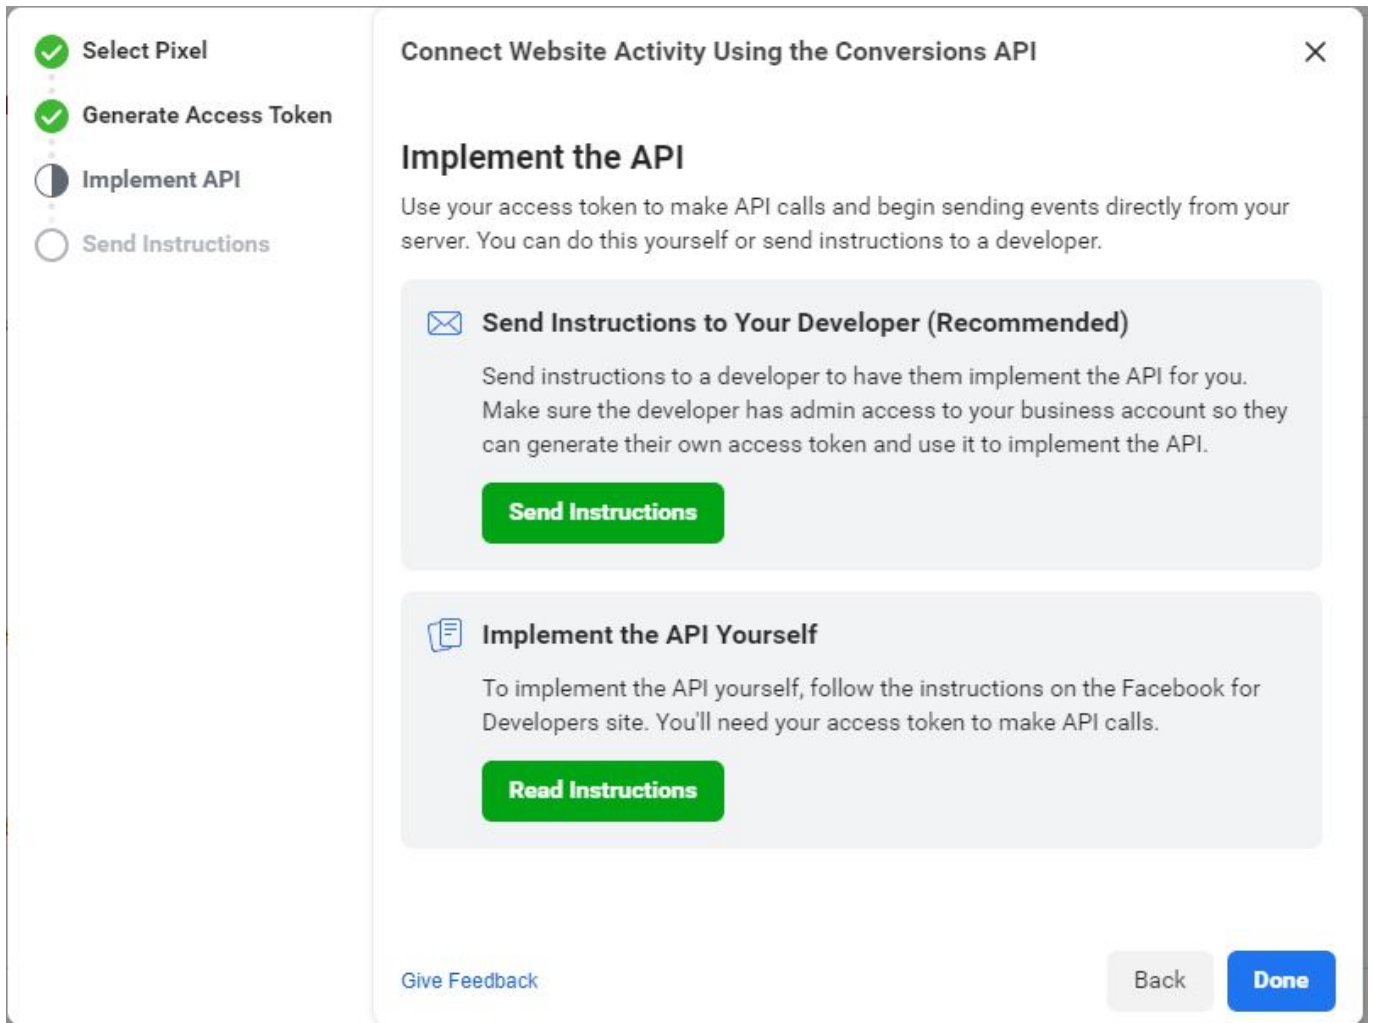 Select Pixel
Generate Access Token
Implement API
Send Instructions
Connect Website Activity Using the Conversions API
Implement the API
Use your access token to make API calls and begin sending events directly from your
server. You can do this yourself or send instructions to a developer.
Send Instructions to Your Developer (Recommended)
Send instructions to a developer to have them implement the API for you.
Make sure the developer has admin access to your business account so they
can generate their own access token and use it to implement the API.
Send Instructions
Implement the API Yourself
To implement the API yourself, follow the instructions on the Facebook for
Developers site. You'll need your access token to make API calls.
Read Instructions
Give Feedback
Back
Done